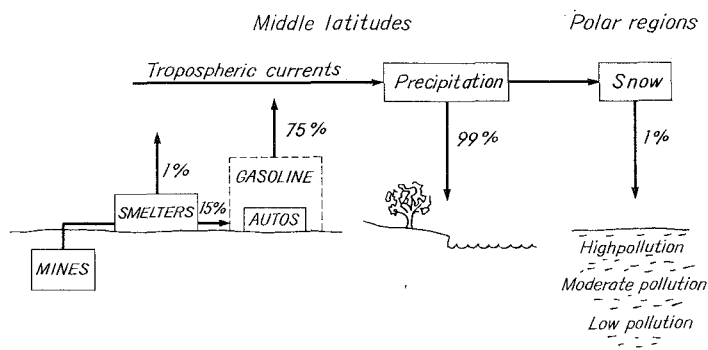 Middle latitudes
Polar regions
Tropospheric currents
Precipitation
Snow
75%
99%
1%
1%
GASOLINE
SMELTERS
15%
AUTOS
MINES
Highpollution
Moderate pollution
Low pollution